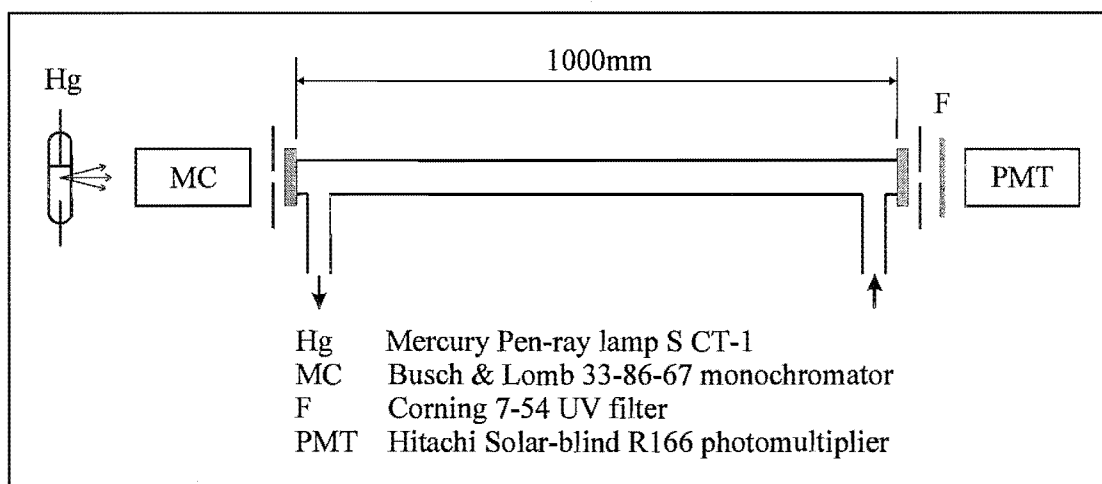 1000mm
Hg
F
MC
PMT
Hg Mercury Pen-ray lamp S CT-1
MC Busch & Lomb 33-86-67 monochromator
F Corning 7-54 UV filter
PMT Hitachi Solar-blind R166 photomultiplier